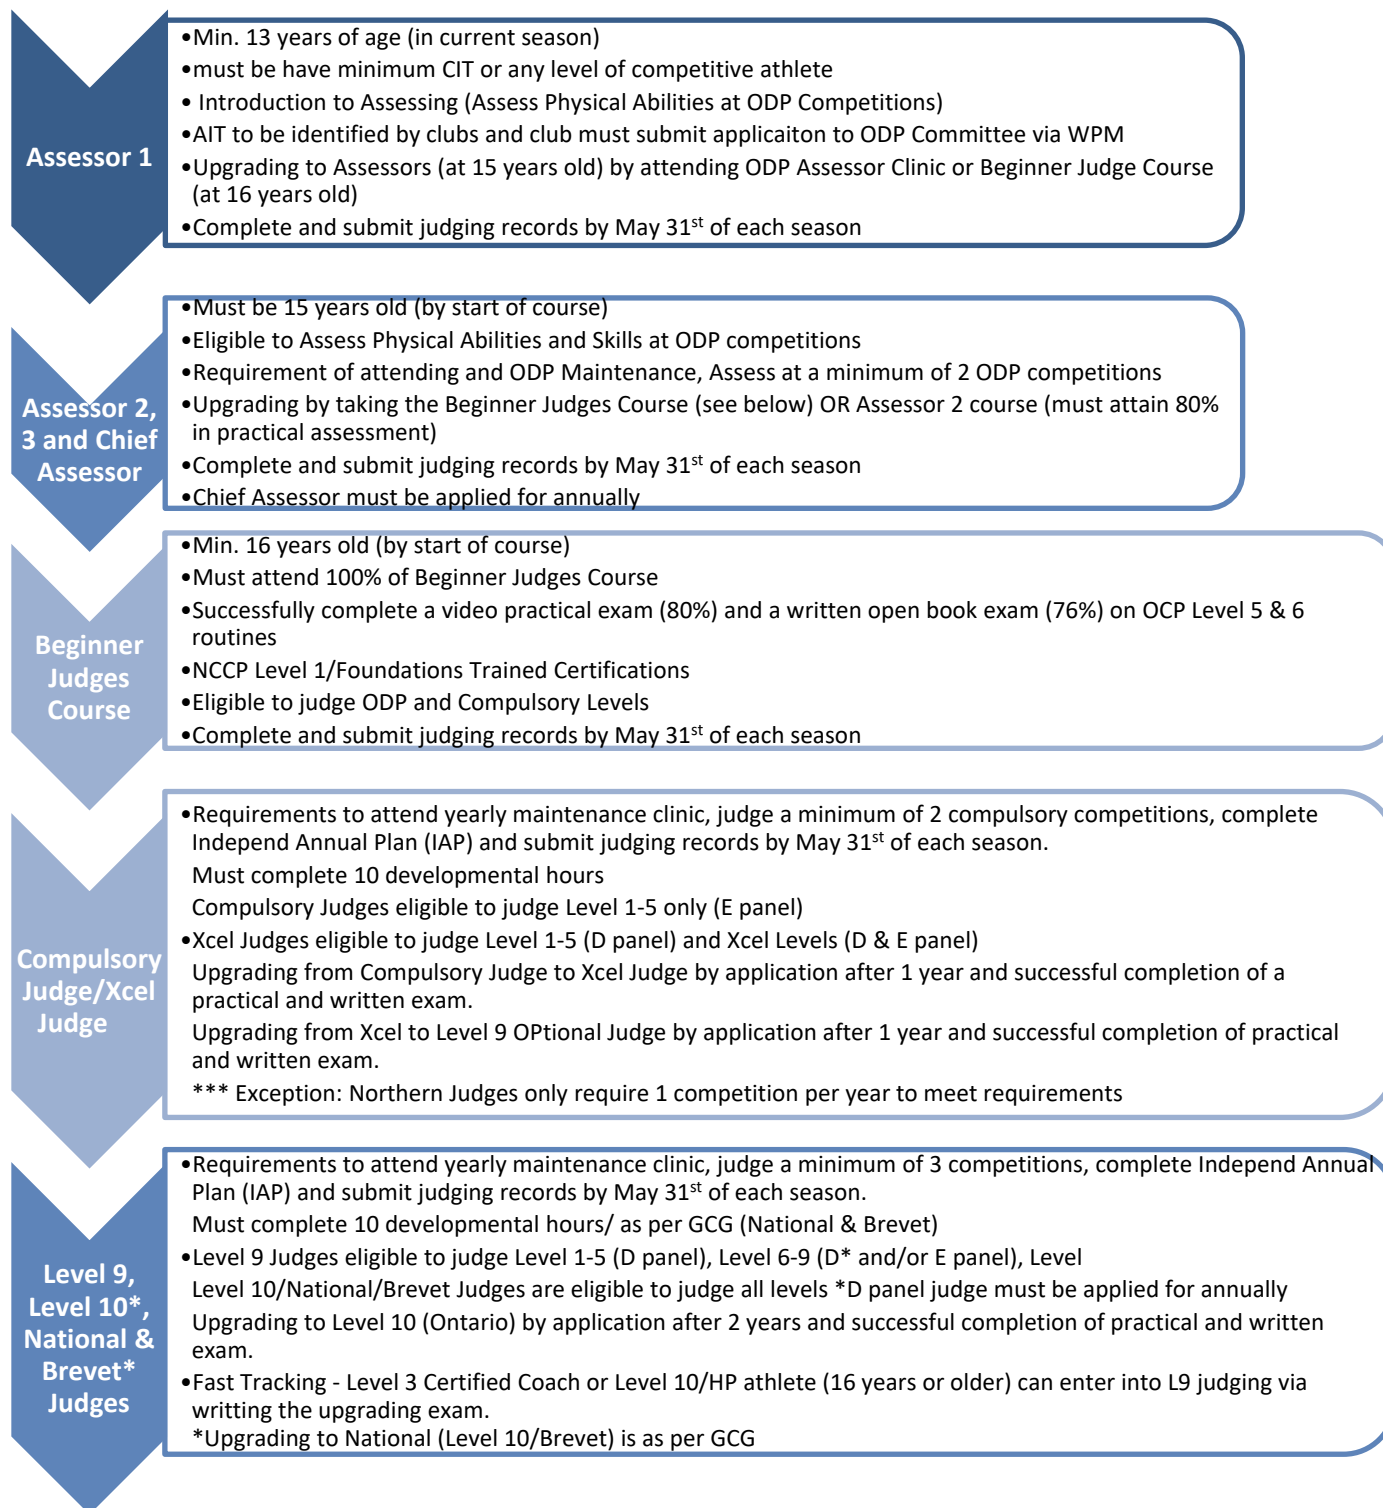 Assessor 1
•Min. 13 years of age (in current season)
•must be have minimum CIT or any level of competitive athlete
• Introduction to Assessing (Assess Physical Abilities at ODP Competitions)
•AIT to be identified by clubs and club must submit applicaiton to ODP Committee via WPM
•Upgrading to Assessors (at 15 years old) by attending ODP Assessor Clinic or Beginner Judge Course
(at 16 years old)
•Complete and submit judging records by May 31st of each season
Assessor 2,
3 and Chief
Assessor
•Must be 15 years old (by start of course)
•Eligible to Assess Physical Abilities and Skills at ODP competitions
•Requirement of attending and ODP Maintenance, Assess at a minimum of 2 ODP competitions
•Upgrading by taking the Beginner Judges Course (see below) OR Assessor 2 course (must attain 80%
in practical assessment)
•Complete and submit judging records by May 31st of each season
•Chief Assessor must be applied for annually
Beginner
Judges
Course
•Min. 16 years old (by start of course)
•Must attend 100% of Beginner Judges Course
•Successfully complete a video practical exam (80%) and a written open book exam (76%) on OCP Level 5 & 6
routines
•NCCP Level 1/Foundations Trained Certifications
•Eligible to judge ODP and Compulsory Levels
•Complete and submit judging records by May 31st of each season
Compulsory
Judge/Xcel
Judge
•Requirements to attend yearly maintenance clinic, judge a minimum of 2 compulsory competitions, complete
Independ Annual Plan (IAP) and submit judging records by May 31st of each season.
Must complete 10 developmental hours
Compulsory Judges eligible to judge Level 1-5 only (E panel)
•Xcel Judges eligible to judge Level 1-5 (D panel) and Xcel Levels (D & E panel)
Upgrading from Compulsory Judge to Xcel Judge by application after 1 year and successful completion of a
practical and written exam.
Upgrading from Xcel to Level 9 OPtional Judge by application after 1 year and successful completion of practical
and written exam.
*** Exception: Northern Judges only require 1 competition per year to meet requirements
Level 9,
Level 10*,
National &
Brevet*
Judges
•Requirements to attend yearly maintenance clinic, judge a minimum of 3 competitions, complete Independ Annual
Plan (IAP) and submit judging records by May 31st of each season.
Must complete 10 developmental hours/ as per GCG (National & Brevet)
•Level 9 Judges eligible to judge Level 1-5 (D panel), Level 6-9 (D* and/or E panel), Level
Level 10/National/Brevet Judges are eligible to judge all levels *D panel judge must be applied for annually
Upgrading to Level 10 (Ontario) by application after 2 years and successful completion of practical and written
exam.
•Fast Tracking - Level 3 Certified Coach or Level 10/HP athlete (16 years or older) can enter into L9 judging via
writting the upgrading exam.
*Upgrading to National (Level 10/Brevet) is as per GCG